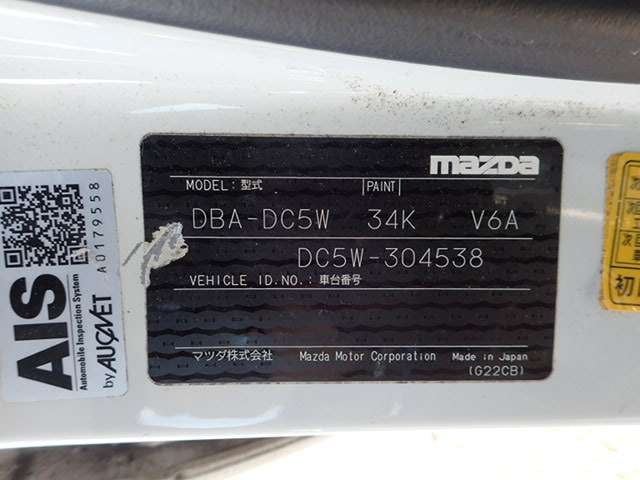 mazda
MODEL: 型式 PAINT
DBA-DC5W 34K V6A
DC5W-304538
VEHICLE ID.NO.: 車台番号
マツダ株式会社 Mazda Motor Corporation Made in Japan
(G22CB)
A0179558
AIS
Automobile Inspection System
by AUCNET
初